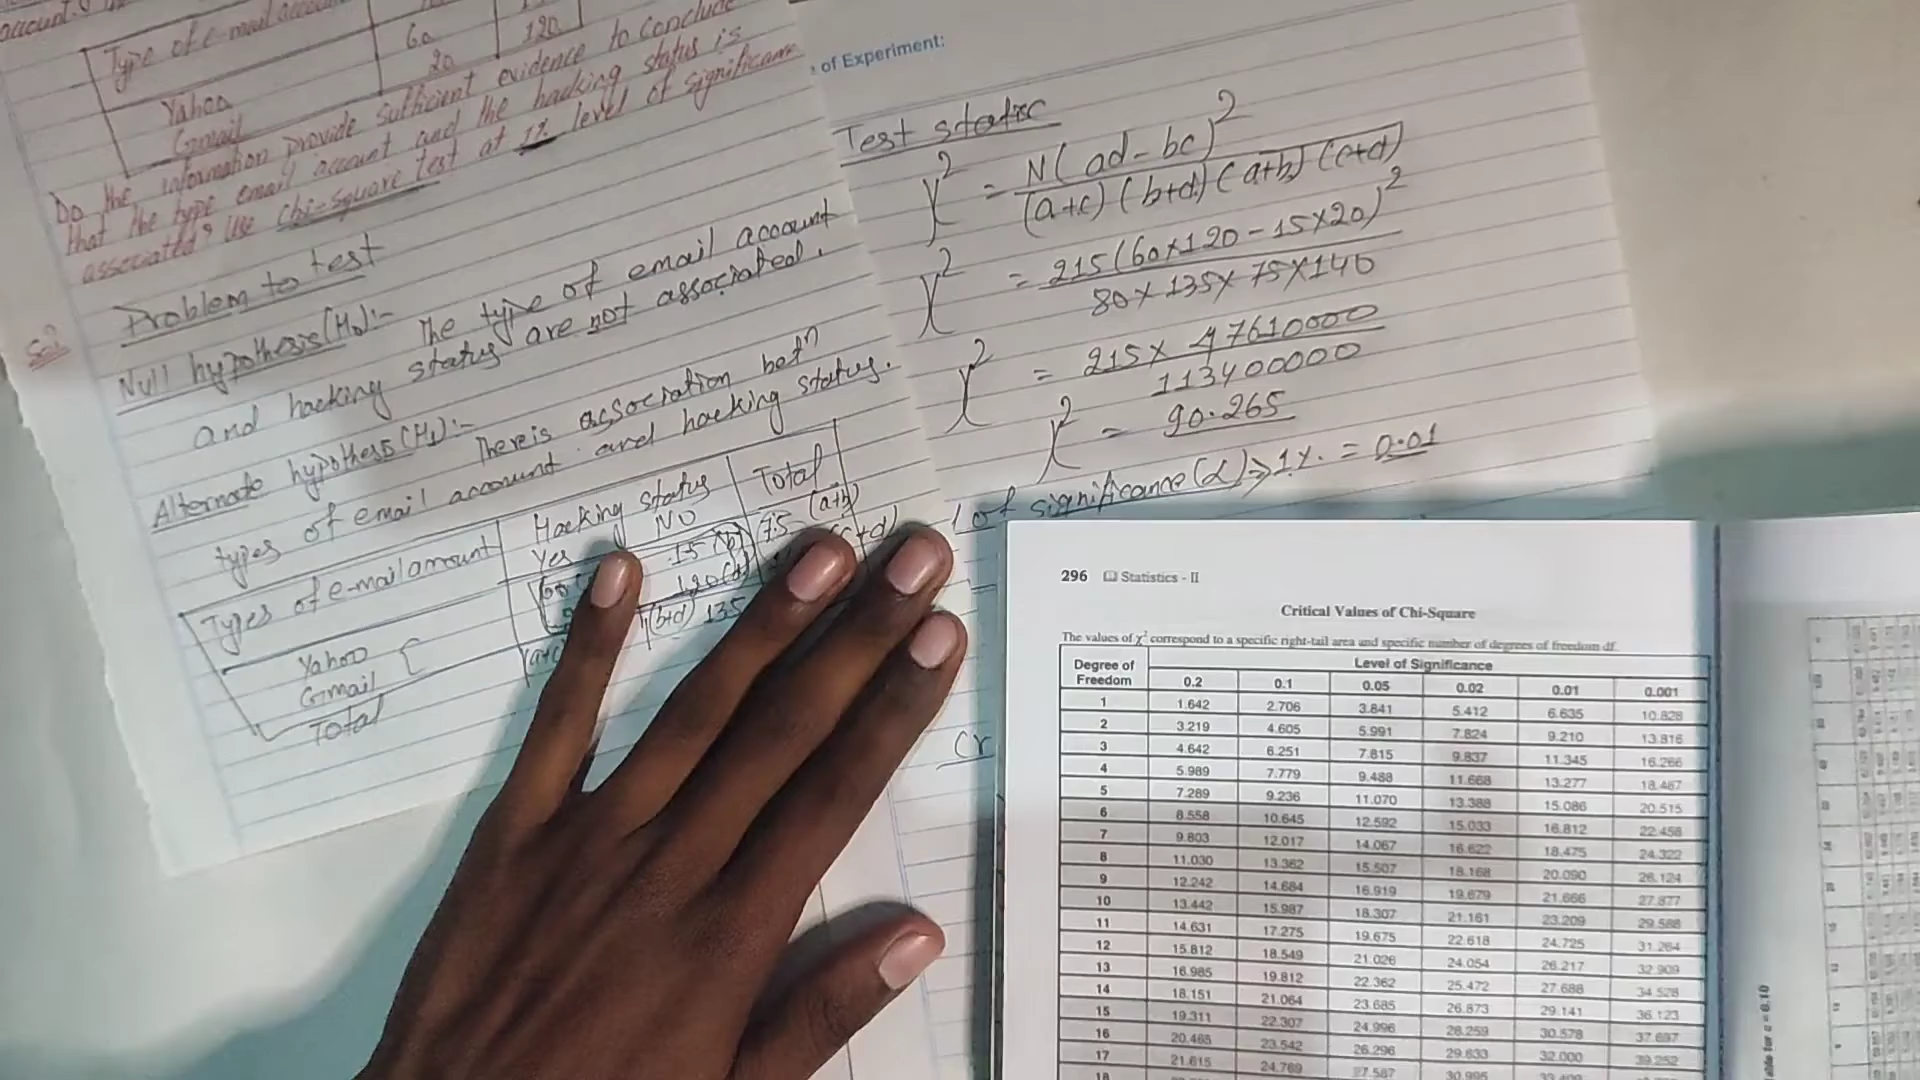 account.
Type of e-mail account
60
120
20
Yahoo
Gmail
Do the information provide sufficient evidence to conclude
that the type email account and the hacking status is
associated? Use Chi-square test at 1% level of significance
Soln
Problem to test
Null hypothesis(H₀):- The type of email account
and hacking status are not associated.
Alternate hypothesis(H₁):- There is association betn
types of email account and hacking status.
Types of e-mail amount
Hacking status
Total
Yes
NO
15 (b)
75 (a+b)
120(d)
(c+d)
Yahoo
Gmail
Total
(a+c)
(b+d) 135
of Experiment:
Test static
χ² = N( ad - bc )² / (a+c) (b+d) (a+b) (c+d)
χ² = 215(60×120 - 15×20)² / 80× 135× 75×140
χ² = 215× 47610000 / 113400000
χ² = 90.265
l of significance(α)⇒1%. = 0.01
Cr
296 Statistics - II
Critical Values of Chi-Square
The values of χ² correspond to a specific right-tail area and specific number of degrees of freedom df.
Degree of Freedom
Level of Significance
0.2 0.1 0.05 0.02 0.01 0.001
1 1.642 2.706 3.841 5.412 6.635 10.828
2 3.219 4.605 5.991 7.824 9.210 13.816
3 4.642 6.251 7.815 9.837 11.345 16.266
4 5.989 7.779 9.488 11.668 13.277 18.467
5 7.289 9.236 11.070 13.388 15.086 20.515
6 8.558 10.645 12.592 15.033 16.812 22.458
7 9.803 12.017 14.067 16.622 18.475 24.322
8 11.030 13.362 15.507 18.168 20.090 26.124
9 12.242 14.684 16.919 19.679 21.666 27.877
10 13.442 15.987 18.307 21.161 23.209 29.588
11 14.631 17.275 19.675 22.618 24.725 31.264
12 15.812 18.549 21.026 24.054 26.217 32.909
13 16.985 19.812 22.362 25.472 27.688 34.528
14 18.151 21.064 23.685 26.873 29.141 36.123
15 19.311 22.307 24.996 28.259 30.578 37.697
16 20.465 23.542 26.296 29.633 32.000 39.252
17 21.615 24.769 27.587 30.995 33.409
18